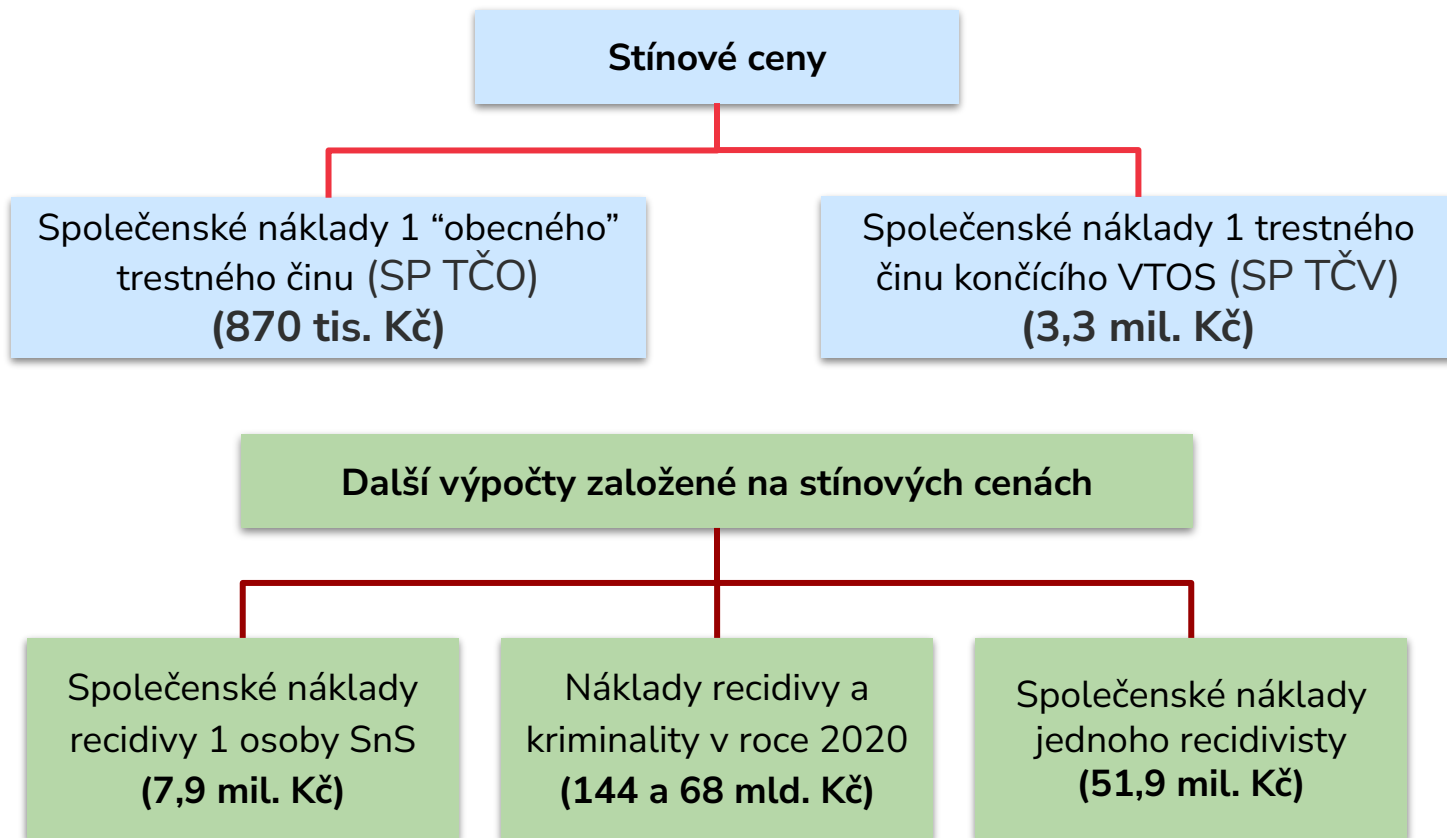 Stínové ceny
Společenské náklady 1 “obecného”
trestného činu (SP TČO)
(870 tis. Kč)
Společenské náklady 1 trestného
činu končícího VTOS (SP TČV)
(3,3 mil. Kč)
Další výpočty založené na stínových cenách
Společenské náklady
recidivy 1 osoby SnS
(7,9 mil. Kč)
Náklady recidivy a
kriminality v roce 2020
(144 a 68 mld. Kč)
Společenské náklady
jednoho recidivisty
(51,9 mil. Kč)